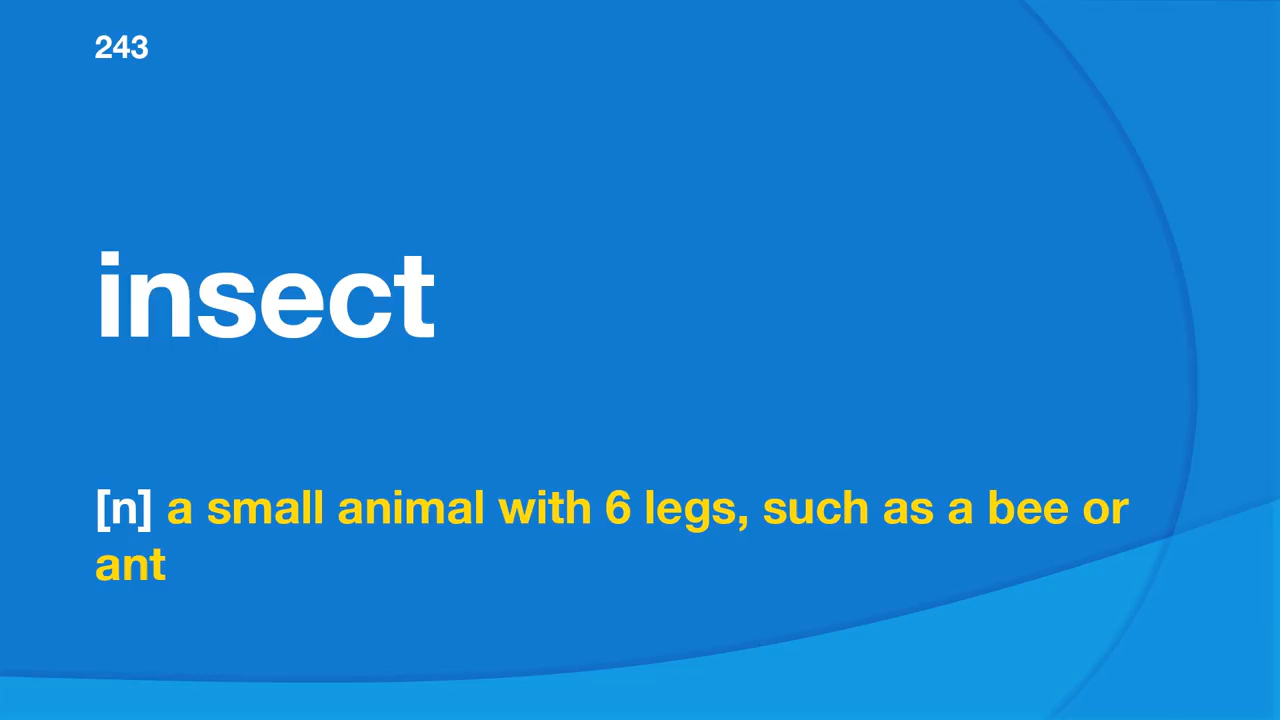 243
insect
[n] a small animal with 6 legs, such as a bee or
ant